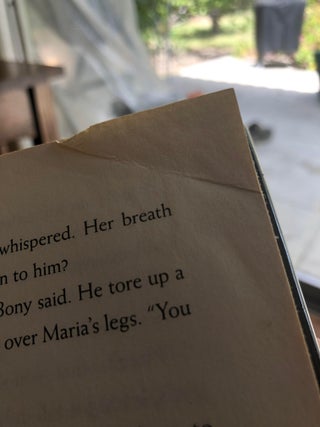 whispered. Her breath
n to him?
Bony said. He tore up a
over Maria's legs. "You